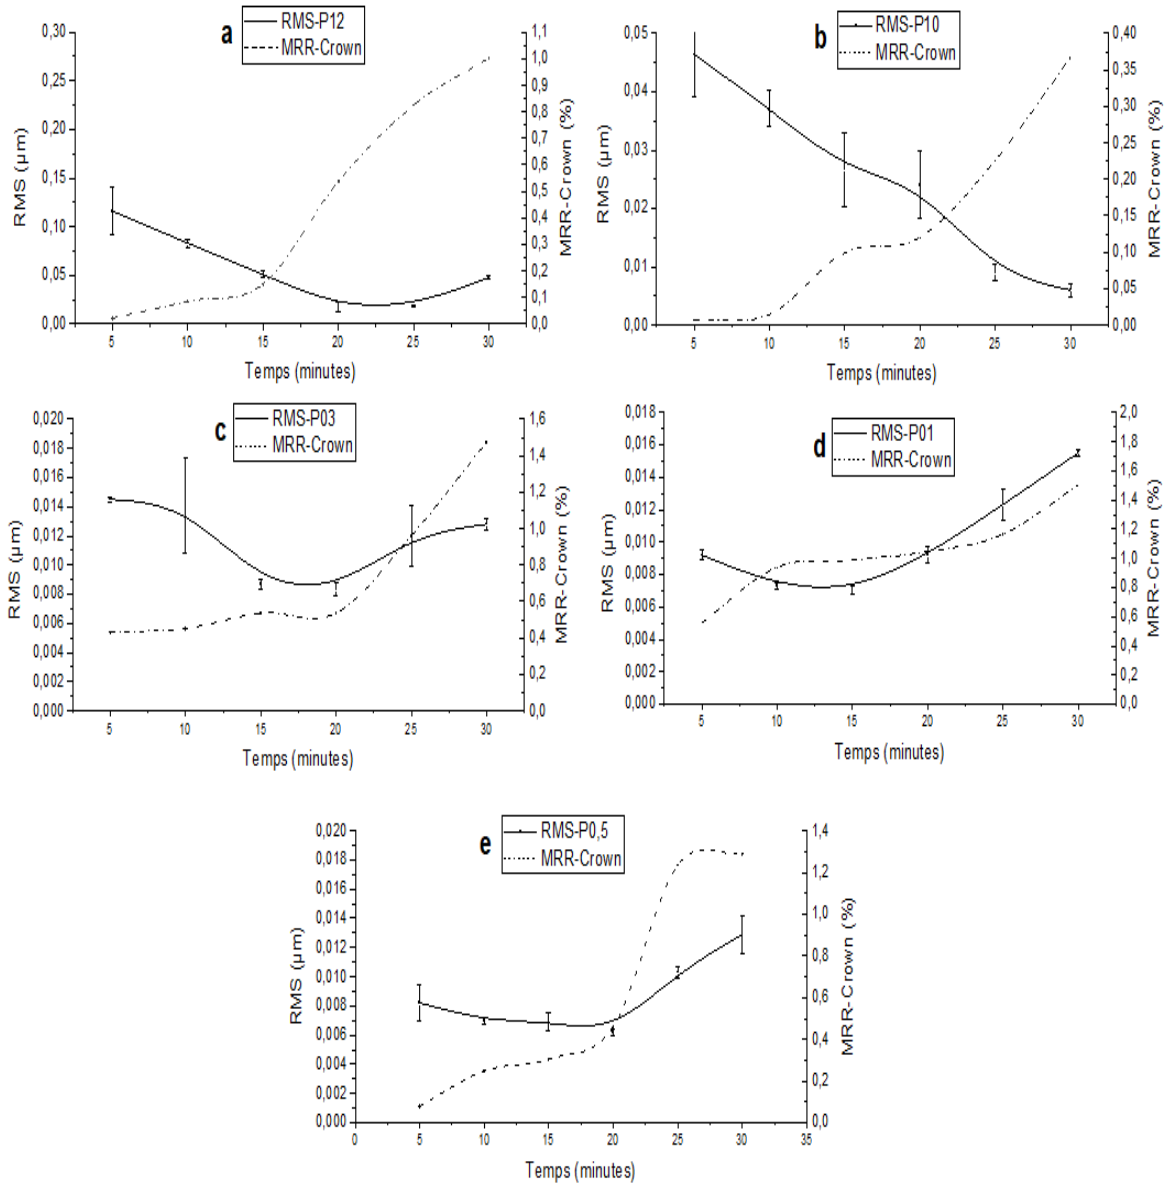 a
RMS-P12
MRR-Crown
0,30
0,25
0,20
0,15
0,10
0,05
0,00
RMS (µm)
1,1
1,0
0,9
0,8
0,7
0,6
0,5
0,4
0,3
0,2
0,1
0,0
MRR-Crown (%)
5 10 15 20 25 30
Temps (minutes)
b
RMS-P10
MRR-Crown
0,05
0,04
0,03
0,02
0,01
0,00
RMS (µm)
0,40
0,35
0,30
0,25
0,20
0,15
0,10
0,05
0,00
MRR-Crown (%)
5 10 15 20 25 30
Temps (minutes)
c
RMS-P03
MRR-Crown
0,020
0,018
0,016
0,014
0,012
0,010
0,008
0,006
0,004
0,002
0,000
RMS (µm)
1,6
1,4
1,2
1,0
0,8
0,6
0,4
0,2
0,0
MRR-Crown (%)
5 10 15 20 25 30
Temps (minutes)
d
RMS-P01
MRR-Crown
0,018
0,016
0,014
0,012
0,010
0,008
0,006
0,004
0,002
0,000
RMS (µm)
2,0
1,8
1,6
1,4
1,2
1,0
0,8
0,6
0,4
0,2
0,0
MRR-Crown (%)
5 10 15 20 25 30
Temps (minutes)
e
RMS-P0,5
MRR-Crown
0,020
0,018
0,016
0,014
0,012
0,010
0,008
0,006
0,004
0,002
0,000
RMS (µm)
1,4
1,2
1,0
0,8
0,6
0,4
0,2
0,0
MRR-Crown (%)
0 5 10 15 20 25 30 35
Temps (minutes)